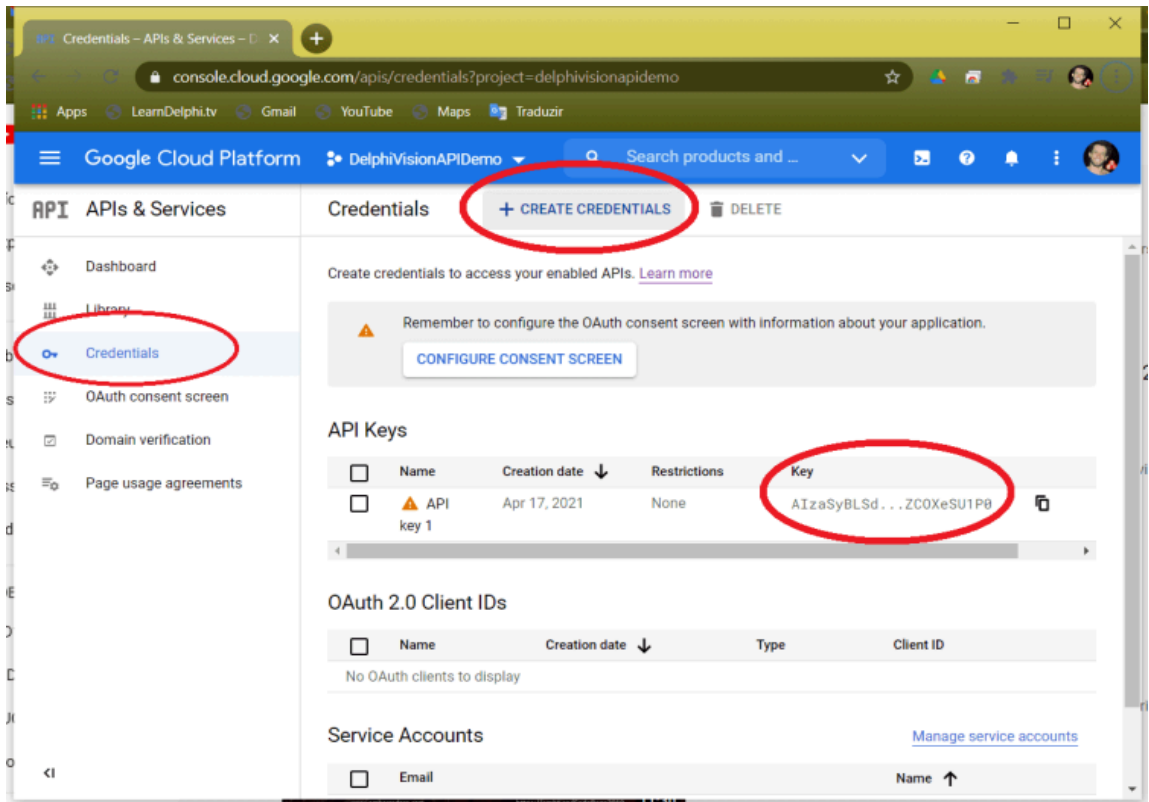 API Credentials – APIs & Services – D
console.cloud.google.com/apis/credentials?project=delphivisionapidemo
Apps LearnDelphi.tv Gmail YouTube Maps Traduzir
Google Cloud Platform DelphiVisionAPIDemo Search products and ...
API APIs & Services
Credentials + CREATE CREDENTIALS DELETE
Dashboard
Library
Credentials
OAuth consent screen
Domain verification
Page usage agreements
Create credentials to access your enabled APIs. Learn more
Remember to configure the OAuth consent screen with information about your application.
CONFIGURE CONSENT SCREEN
API Keys
Name Creation date Restrictions Key
API key 1 Apr 17, 2021 None AIzaSyBLSd...ZCOXeSU1P0
OAuth 2.0 Client IDs
Name Creation date Type Client ID
No OAuth clients to display
Service Accounts Manage service accounts
Email Name